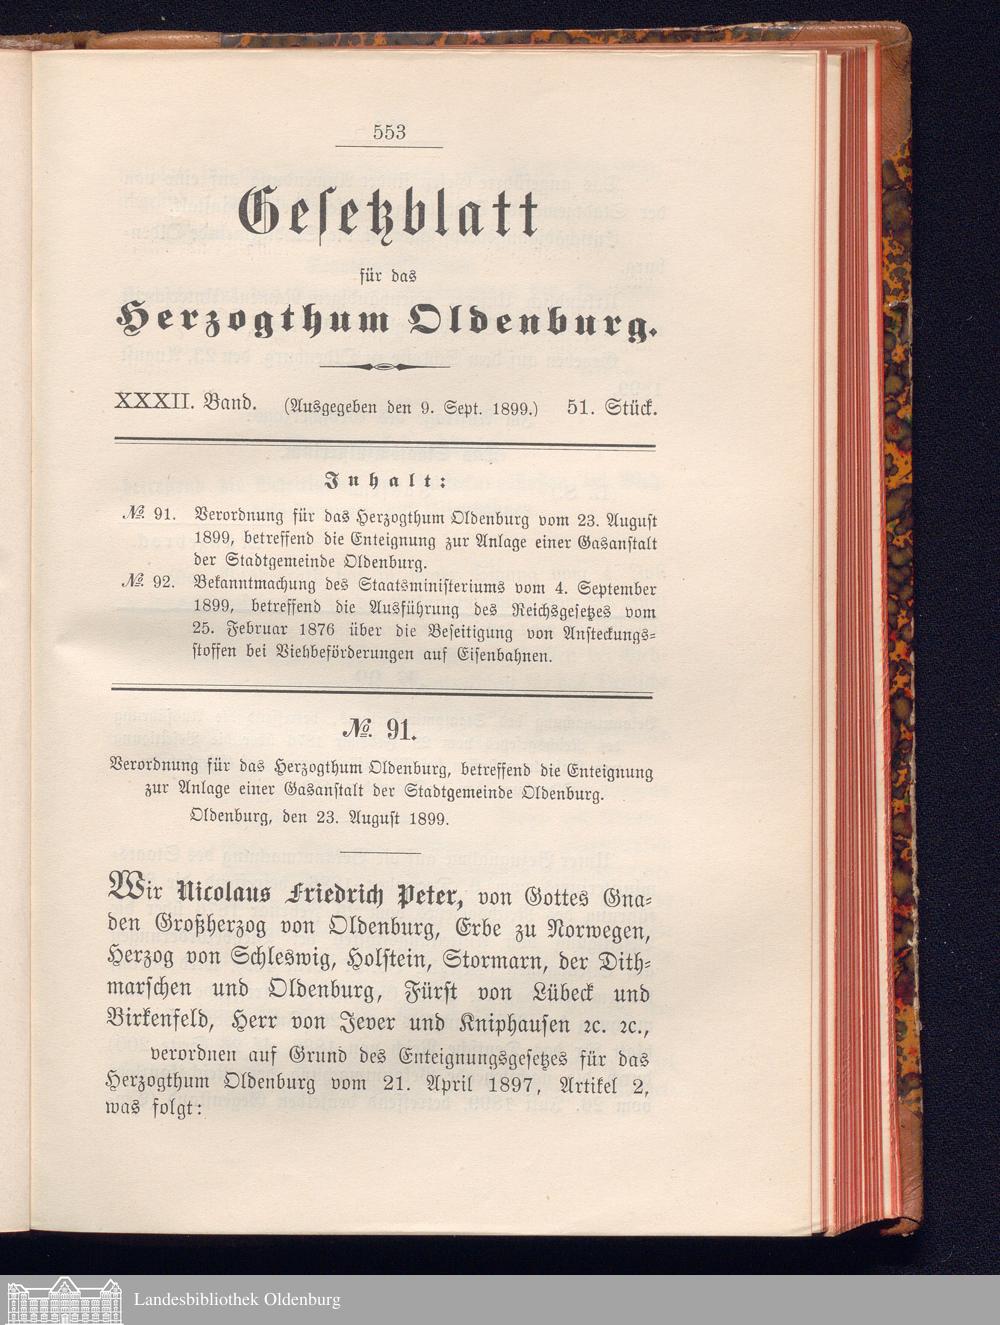 553
Gesetzblatt
für das
Herzogthum Oldenburg.
XXXII. Band. (Ausgegeben den 9. Sept. 1899.) 51. Stück.
Inhalt:
№. 91. Verordnung für das Herzogthum Oldenburg vom 23. August
1899, betreffend die Enteignung zur Anlage einer Gasanstalt
der Stadtgemeinde Oldenburg.
№. 92. Bekanntmachung des Staatsministeriums vom 4. September
1899, betreffend die Ausführung des Reichsgesetzes vom
25. Februar 1876 über die Beseitigung von Ansteckungs=
stoffen bei Viehbeförderungen auf Eisenbahnen.
№. 91.
Verordnung für das Herzogthum Oldenburg, betreffend die Enteignung
zur Anlage einer Gasanstalt der Stadtgemeinde Oldenburg.
Oldenburg, den 23. August 1899.
Wir Nicolaus Friedrich Peter, von Gottes Gna=
den Großherzog von Oldenburg, Erbe zu Norwegen,
Herzog von Schleswig, Holstein, Stormarn, der Dith=
marschen und Oldenburg, Fürst von Lübeck und
Birkenfeld, Herr von Jever und Kniphausen ꝛc. ꝛc.,
verordnen auf Grund des Enteignungsgesetzes für das
Herzogthum Oldenburg vom 21. April 1897, Artikel 2,
was folgt:
Landesbibliothek Oldenburg